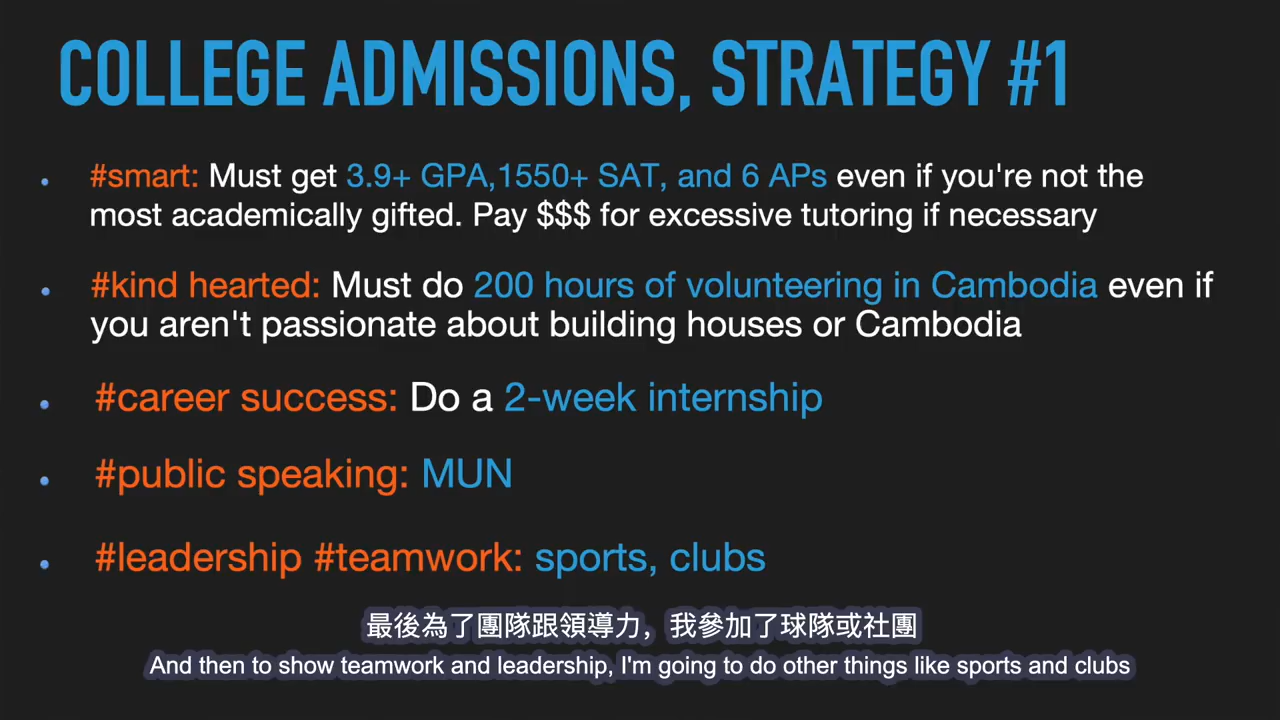 COLLEGE ADMISSIONS, STRATEGY #1
• #smart: Must get 3.9+ GPA,1550+ SAT, and 6 APs even if you're not the
most academically gifted. Pay $$$ for excessive tutoring if necessary
• #kind hearted: Must do 200 hours of volunteering in Cambodia even if
you aren't passionate about building houses or Cambodia
• #career success: Do a 2-week internship
• #public speaking: MUN
• #leadership #teamwork: sports, clubs
最後為了團隊跟領導力，我參加了球隊或社團
And then to show teamwork and leadership, I'm going to do other things like sports and clubs